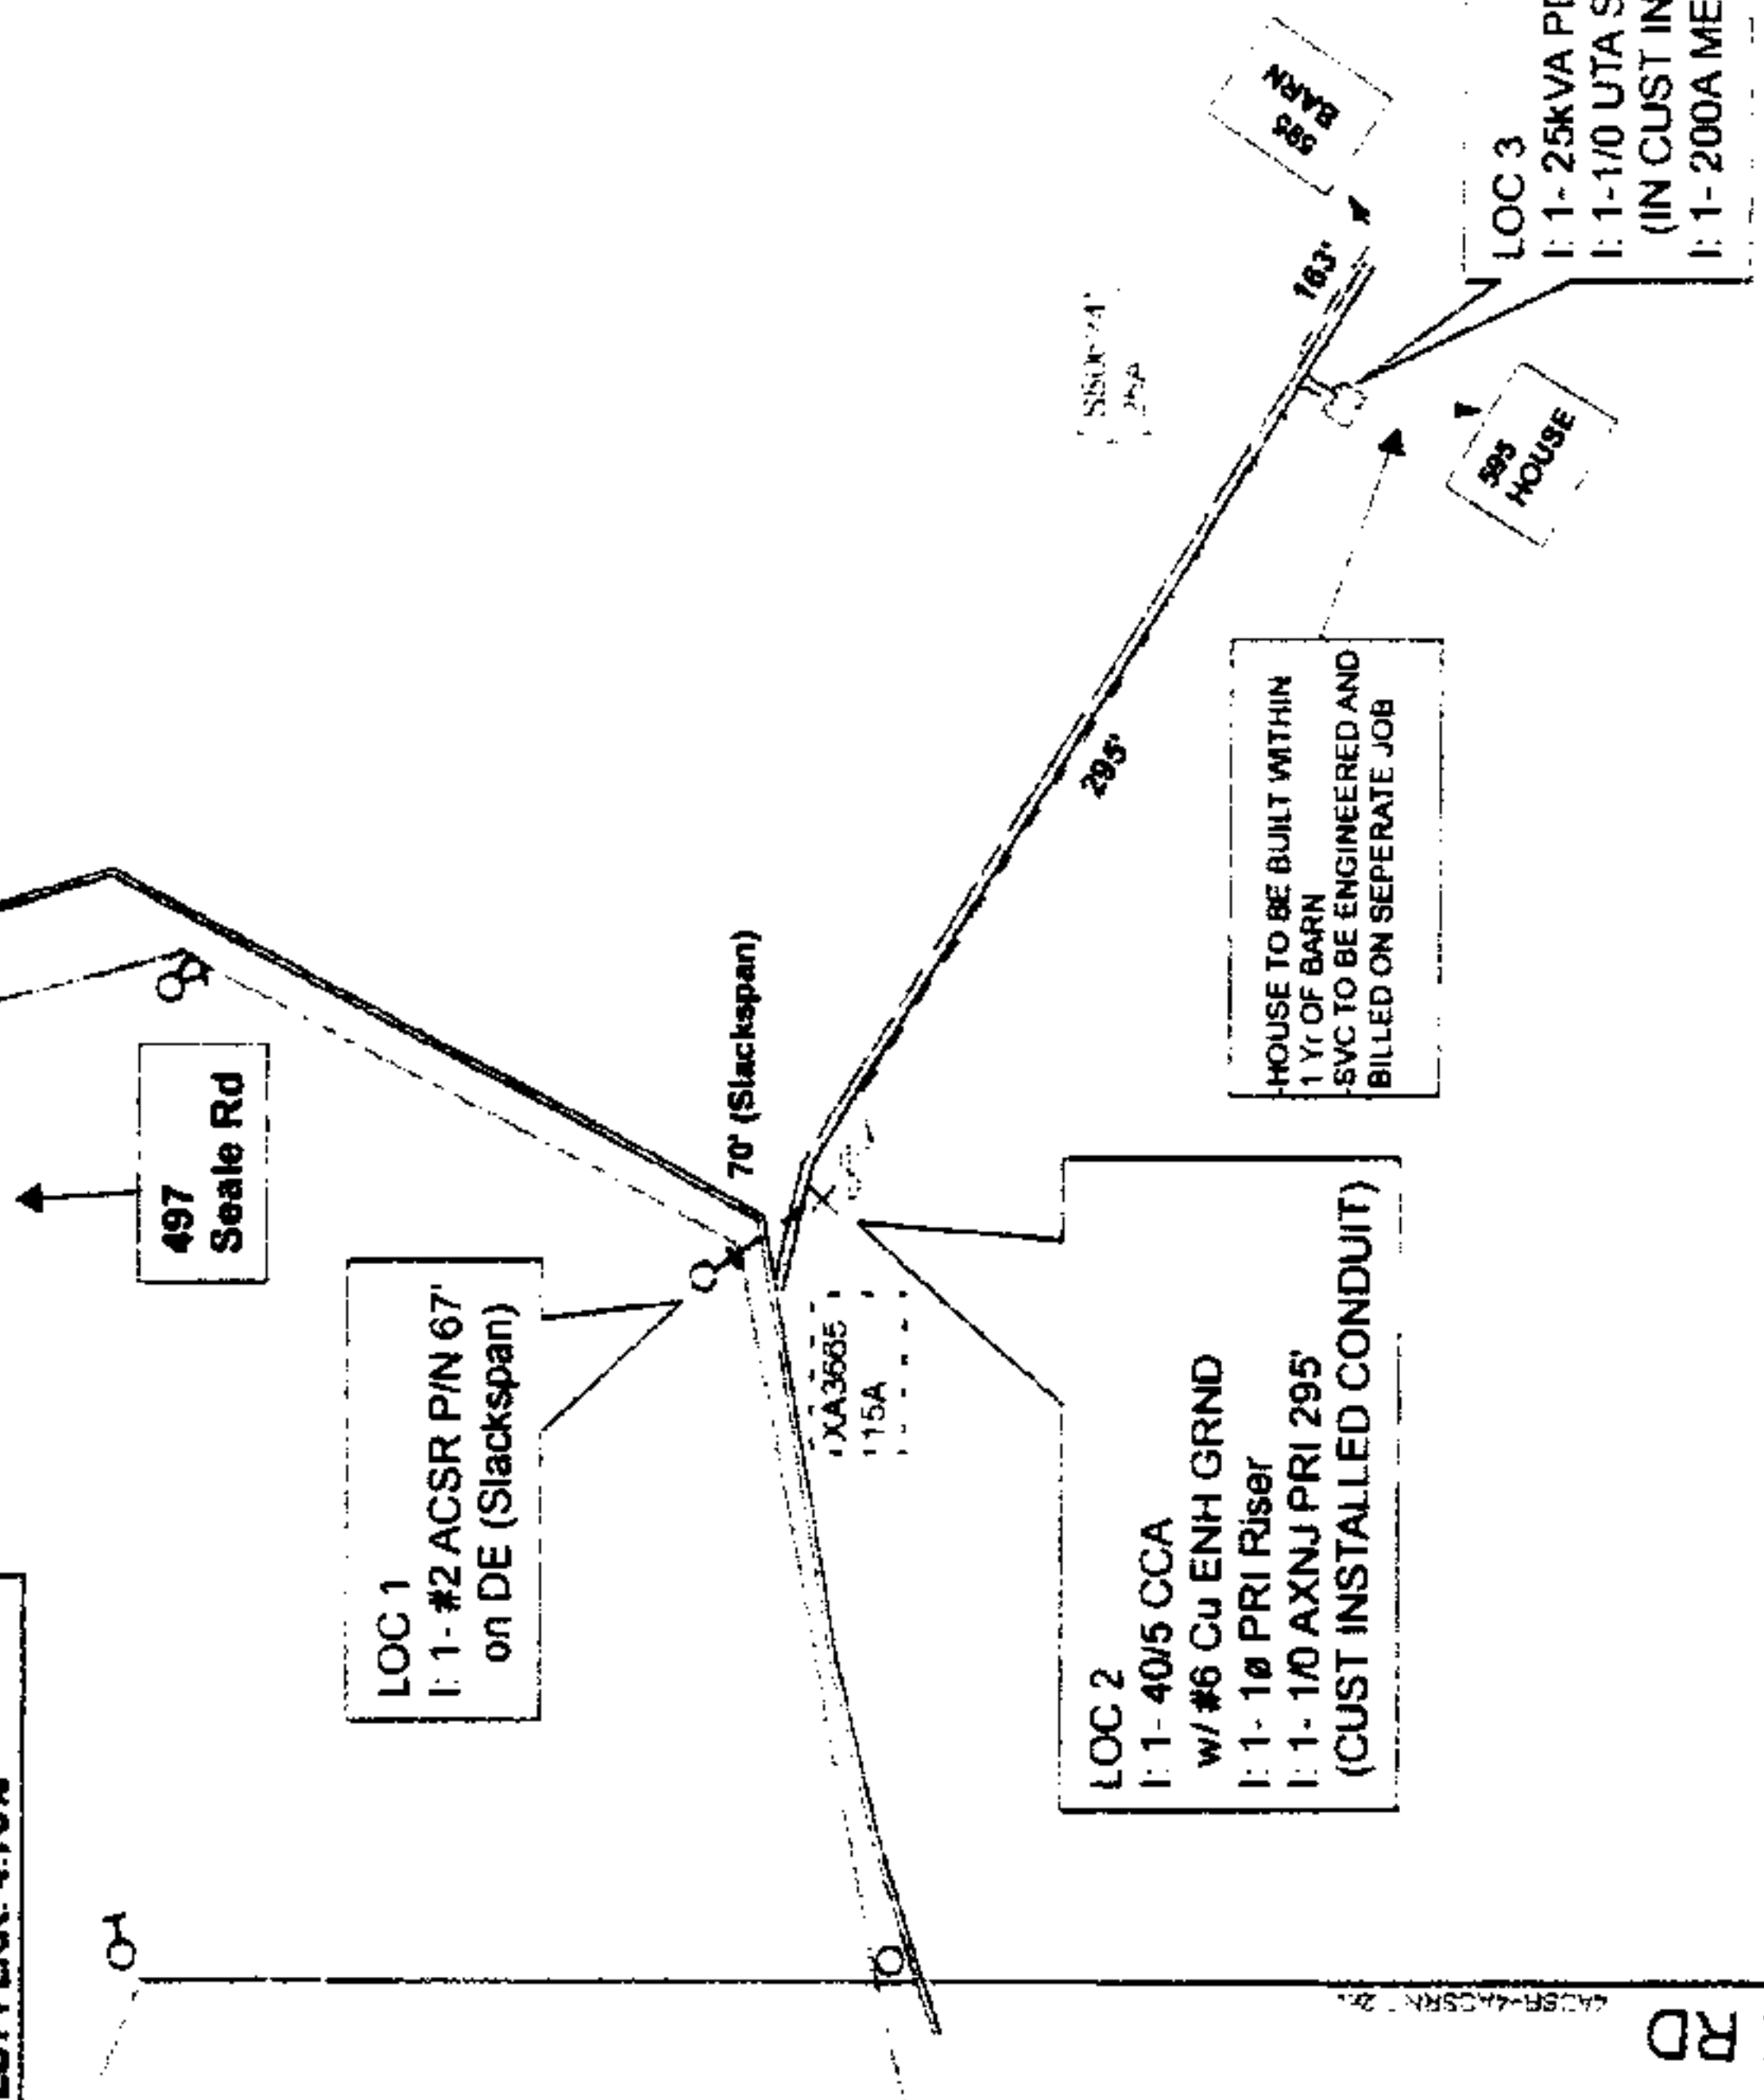 497
Seale Rd
LOC 1
I: 1- #2 ACSR P/N 67'
on DE (Slackspan)
70' (Slackspan)
XA3665
15A
LOC 2
I: 1- 40/5 CCA
w/ #6 Cu ENH GRND
I: 1- 1ø PRI Riser
I: 1- 1/0 AXNJ PRI 295'
(CUST INSTALLED CONDUIT)
295'
163'
HOUSE TO BE BUILT WITHIN
1 Yr OF BARN
SVC TO BE ENGINEERED AND
BILLED ON SEPERATE JOB
595
HOUSE
BARN
LOC 3
I: 1- 25kVA
I: 1-1/0 UTA
(IN CUST
I: 1- 200A
RD